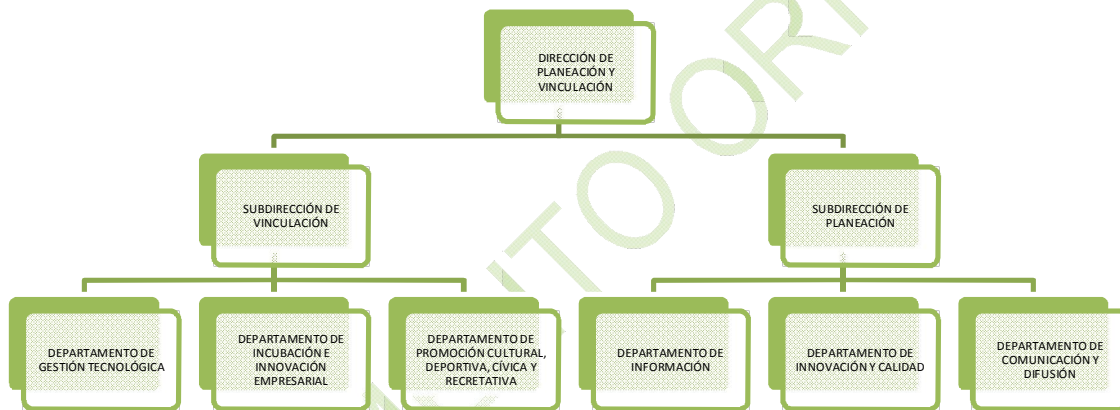 DIRECCIÓN DE
PLANEACIÓN Y
VINCULACIÓN
SUBDIRECCIÓN DE
VINCULACIÓN
SUBDIRECCIÓN DE
PLANEACIÓN
DEPARTAMENTO DE
GESTIÓN TECNOLÓGICA
DEPARTAMENTO DE
INCUBACIÓN E
INNOVACIÓN
EMPRESARIAL
DEPARTAMENTO DE
PROMOCIÓN CULTURAL,
DEPORTIVA, CÍVICA Y
RECRETATIVA
DEPARTAMENTO DE
INFORMACIÓN
DEPARTAMENTO DE
INNOVACIÓN Y CALIDAD
DEPARTAMENTO DE
COMUNICACIÓN Y
DIFUSIÓN